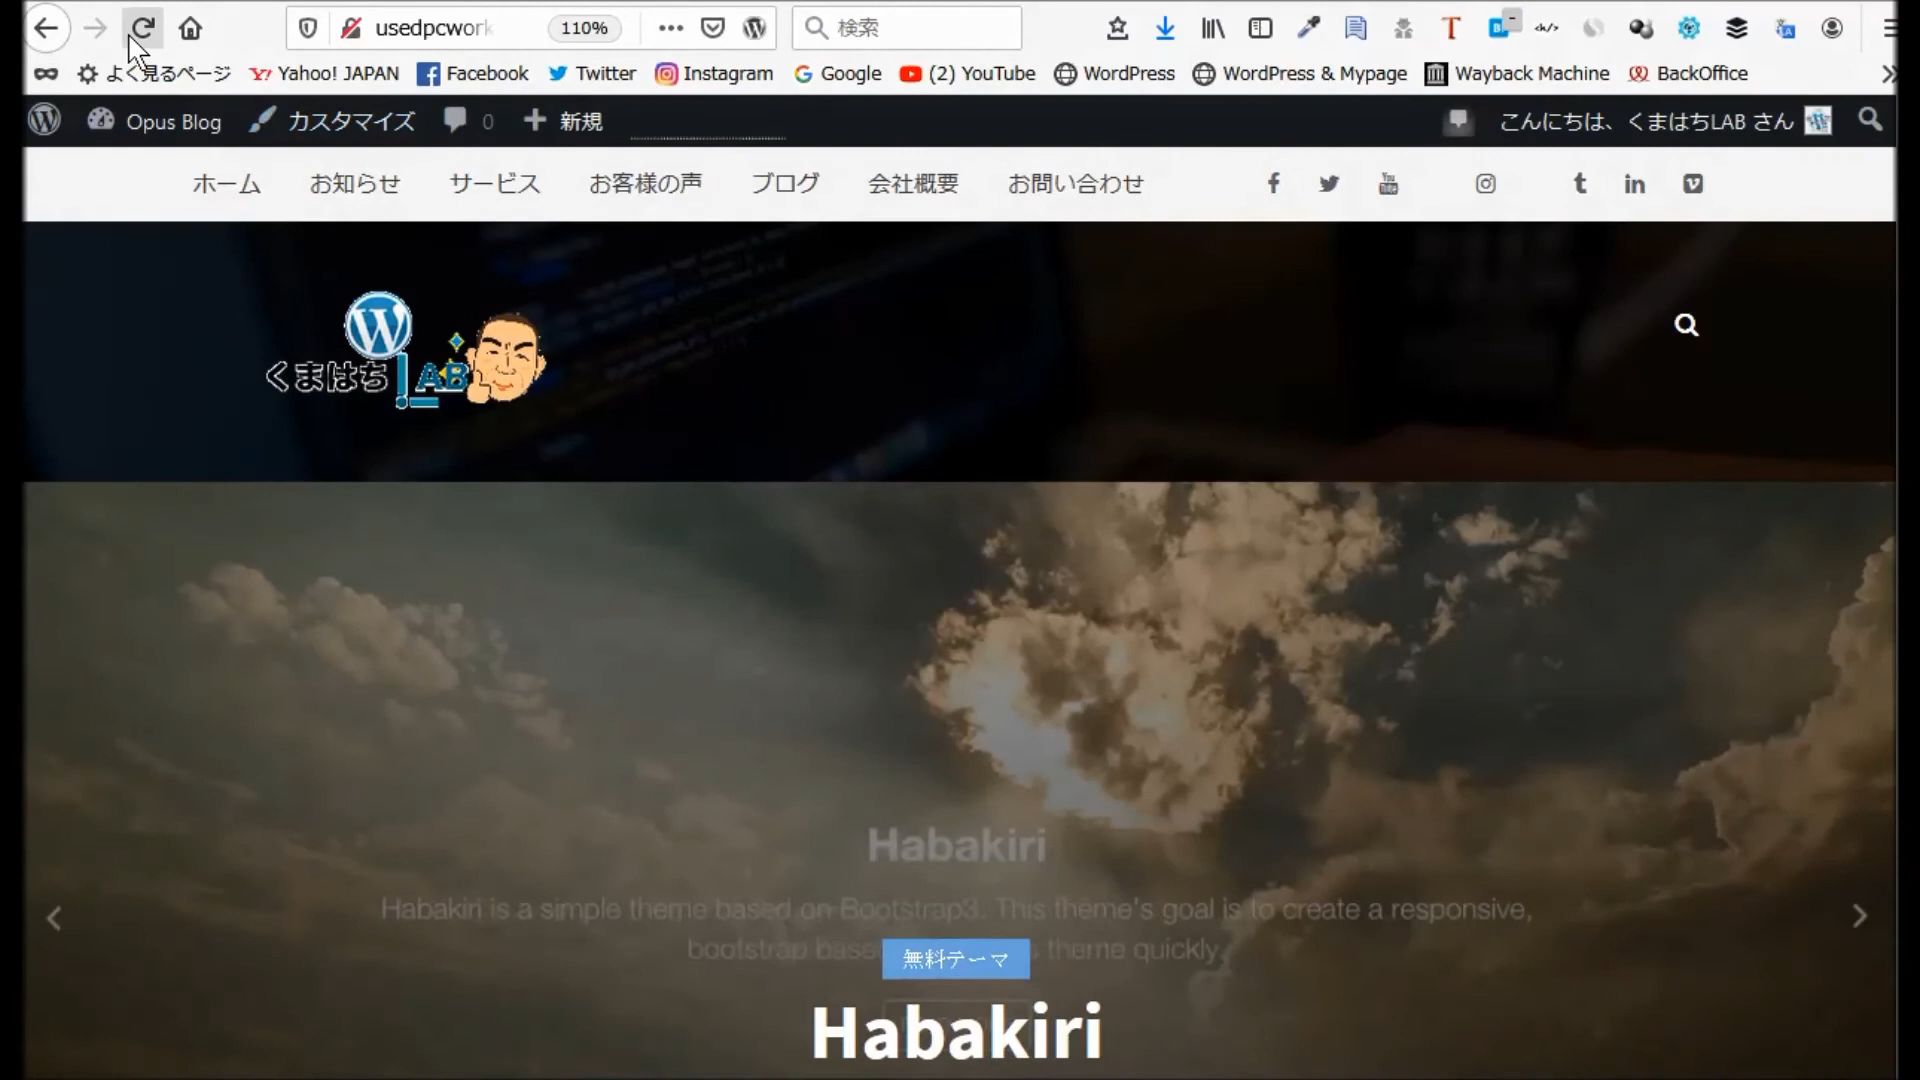 usedpcwork 110% 検索
よく見るページ Yahoo! JAPAN Facebook Twitter Instagram Google (2) YouTube WordPress WordPress & Mypage Wayback Machine BackOffice
Opus Blog カスタマイズ 0 新規 こんにちは、くまはちLAB さん
ホーム お知らせ サービス お客様の声 ブログ 会社概要 お問い合わせ
くまはち LAB
Habakiri
Habakiri is a simple theme based on Bootstrap3. This theme's goal is to create a responsive,
bootstrap base theme quickly.
無料テーマ
Habakiri